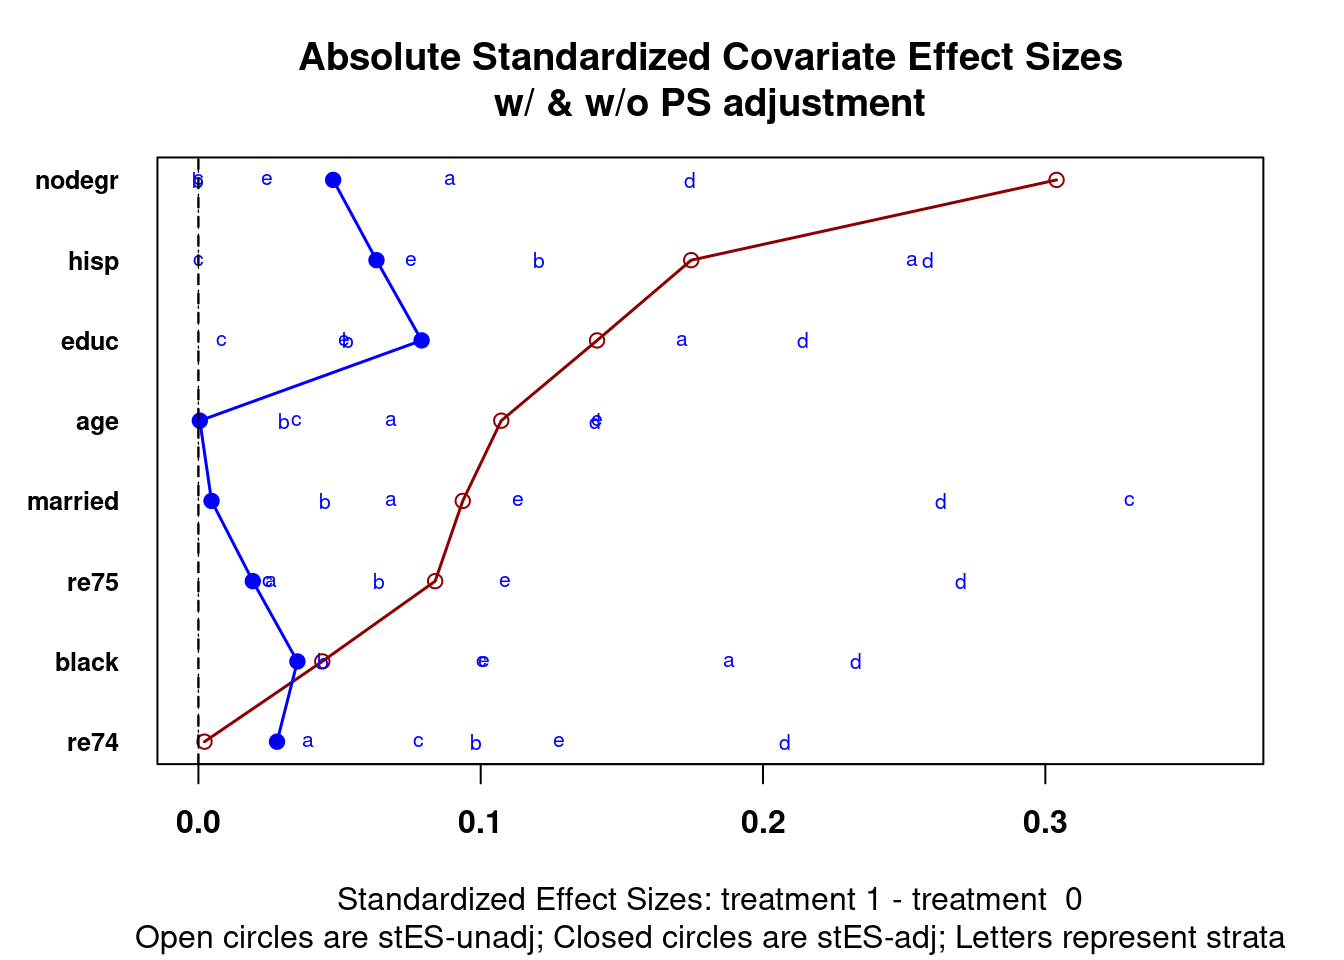 Absolute Standardized Covariate Effect Sizes
w/ & w/o PS adjustment
nodegr b e a d
hisp c e b a d
educ c e b a d
age b c a d e
married b a e d c
re75 c a b e d
black b c e a d
re74 a c b e d
0.0 0.1 0.2 0.3
Standardized Effect Sizes: treatment 1 - treatment 0
Open circles are stES-unadj; Closed circles are stES-adj; Letters represent strata